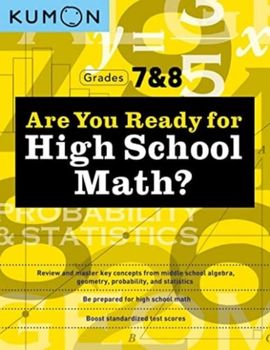 KUMON
Grades 7&8
Are You Ready for
High School
Math?
PROBABILITY
& STATISTICS
Review and master key concepts from middle school algebra,
geometry, probability, and statistics
Be prepared for high school math
Boost standardized test scores
B